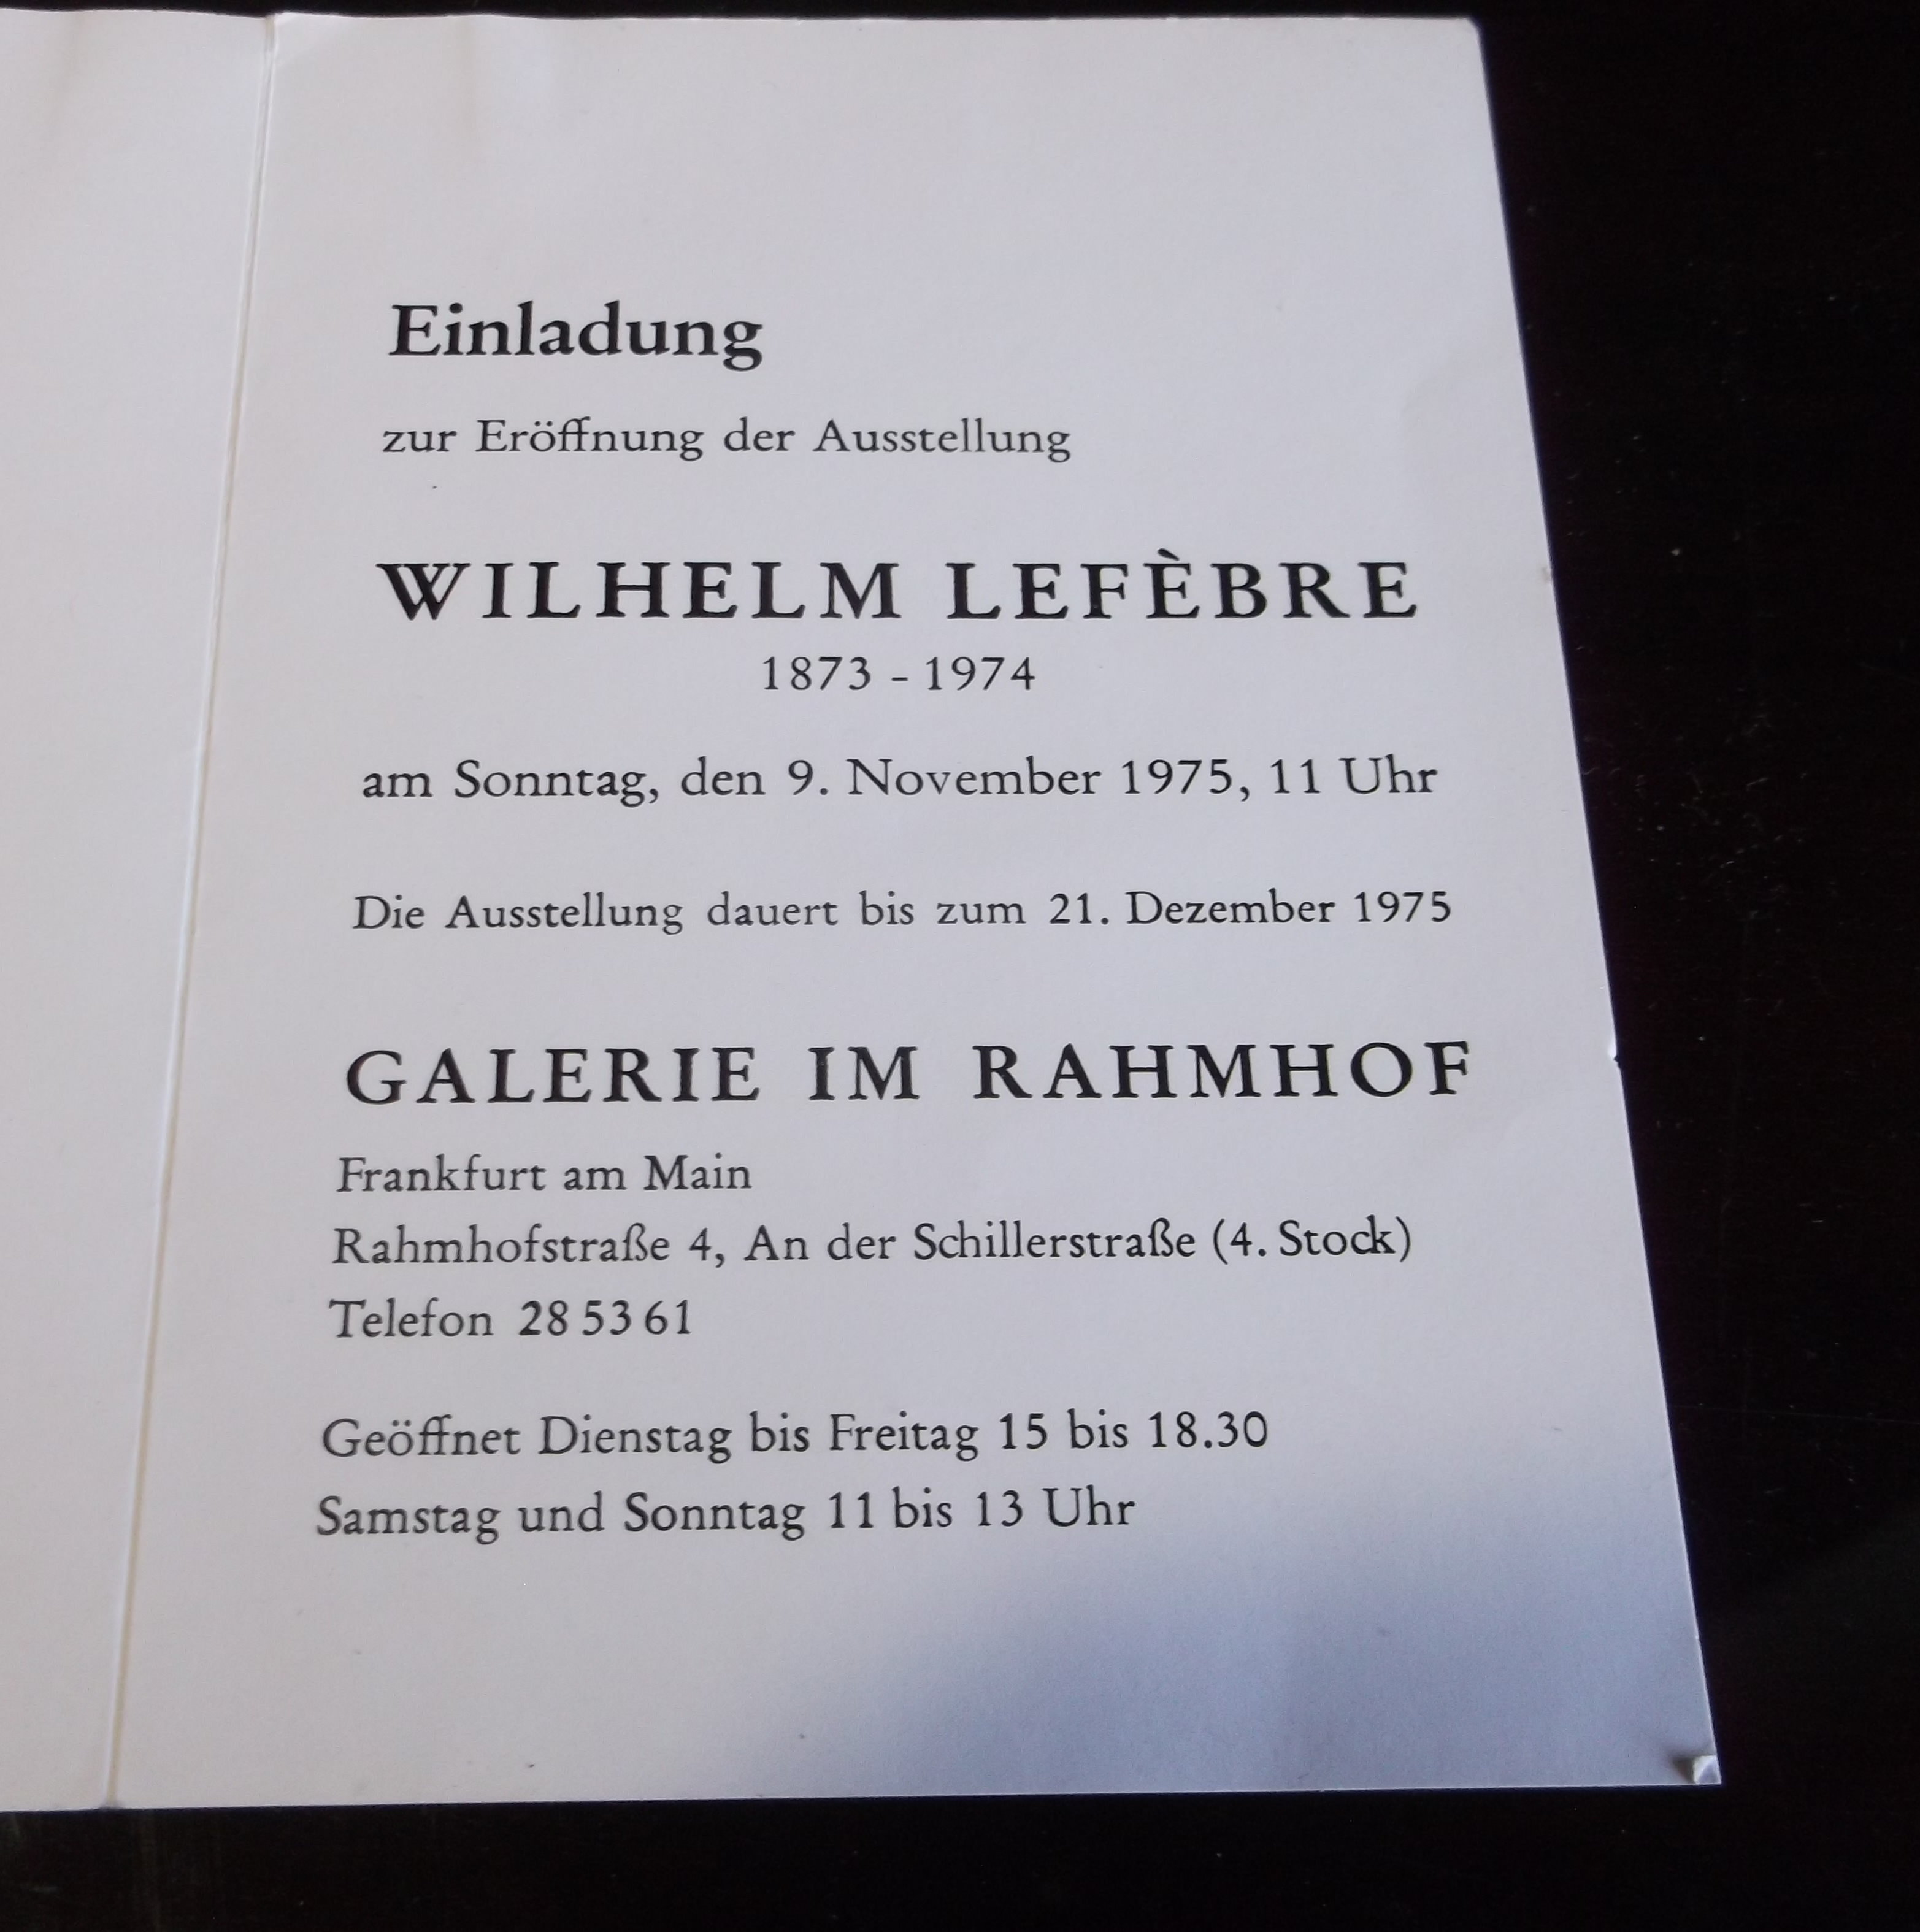 Einladung
zur Eröffnung der Ausstellung
WILHELM LEFÈBRE
1873 - 1974
am Sonntag, den 9. November 1975, 11 Uhr
Die Ausstellung dauert bis zum 21. Dezember 1975
GALERIE IM RAHMHOF
Frankfurt am Main
Rahmhofstraße 4, An der Schillerstraße (4. Stock)
Telefon 28 53 61
Geöffnet Dienstag bis Freitag 15 bis 18.30
Samstag und Sonntag 11 bis 13 Uhr